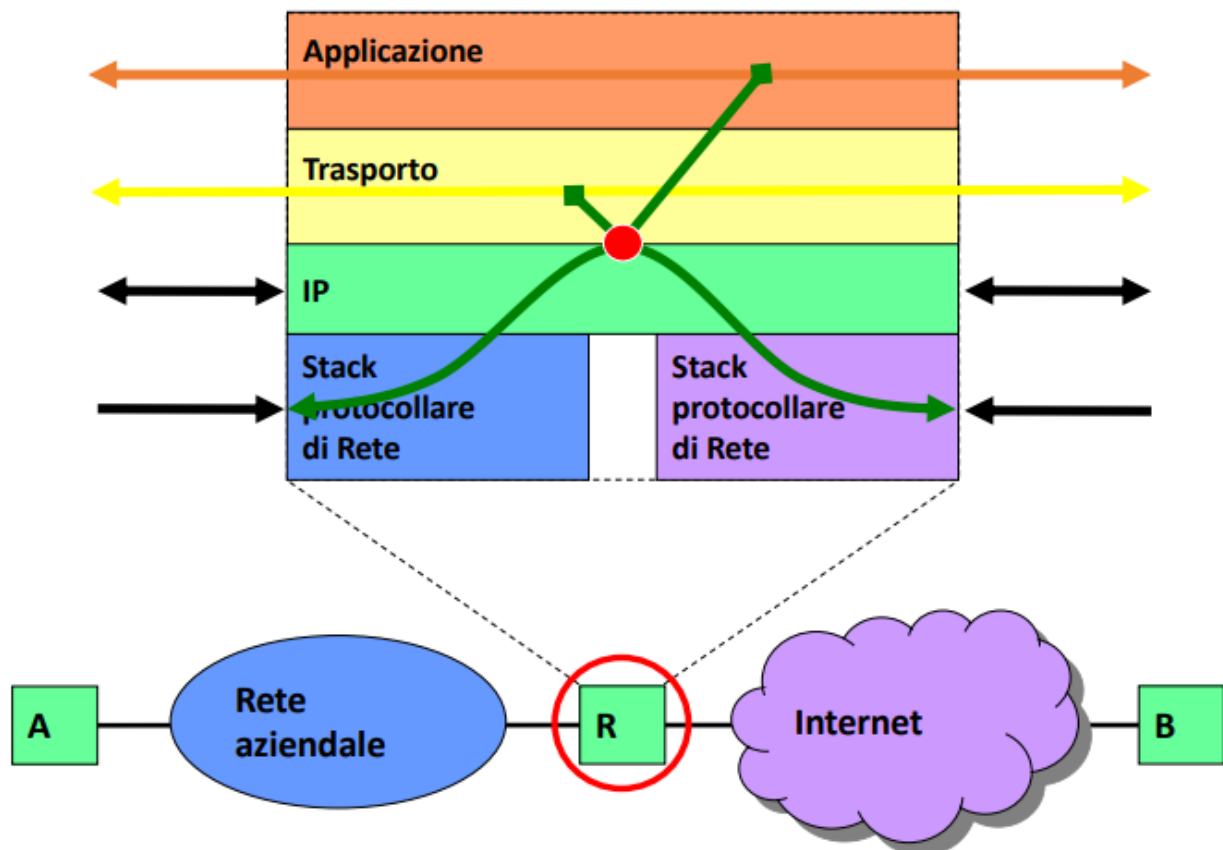 Applicazione
Trasporto
IP
Stack
protocollare
di Rete
Stack
protocollare
di Rete
A
Rete
aziendale
R
Internet
B